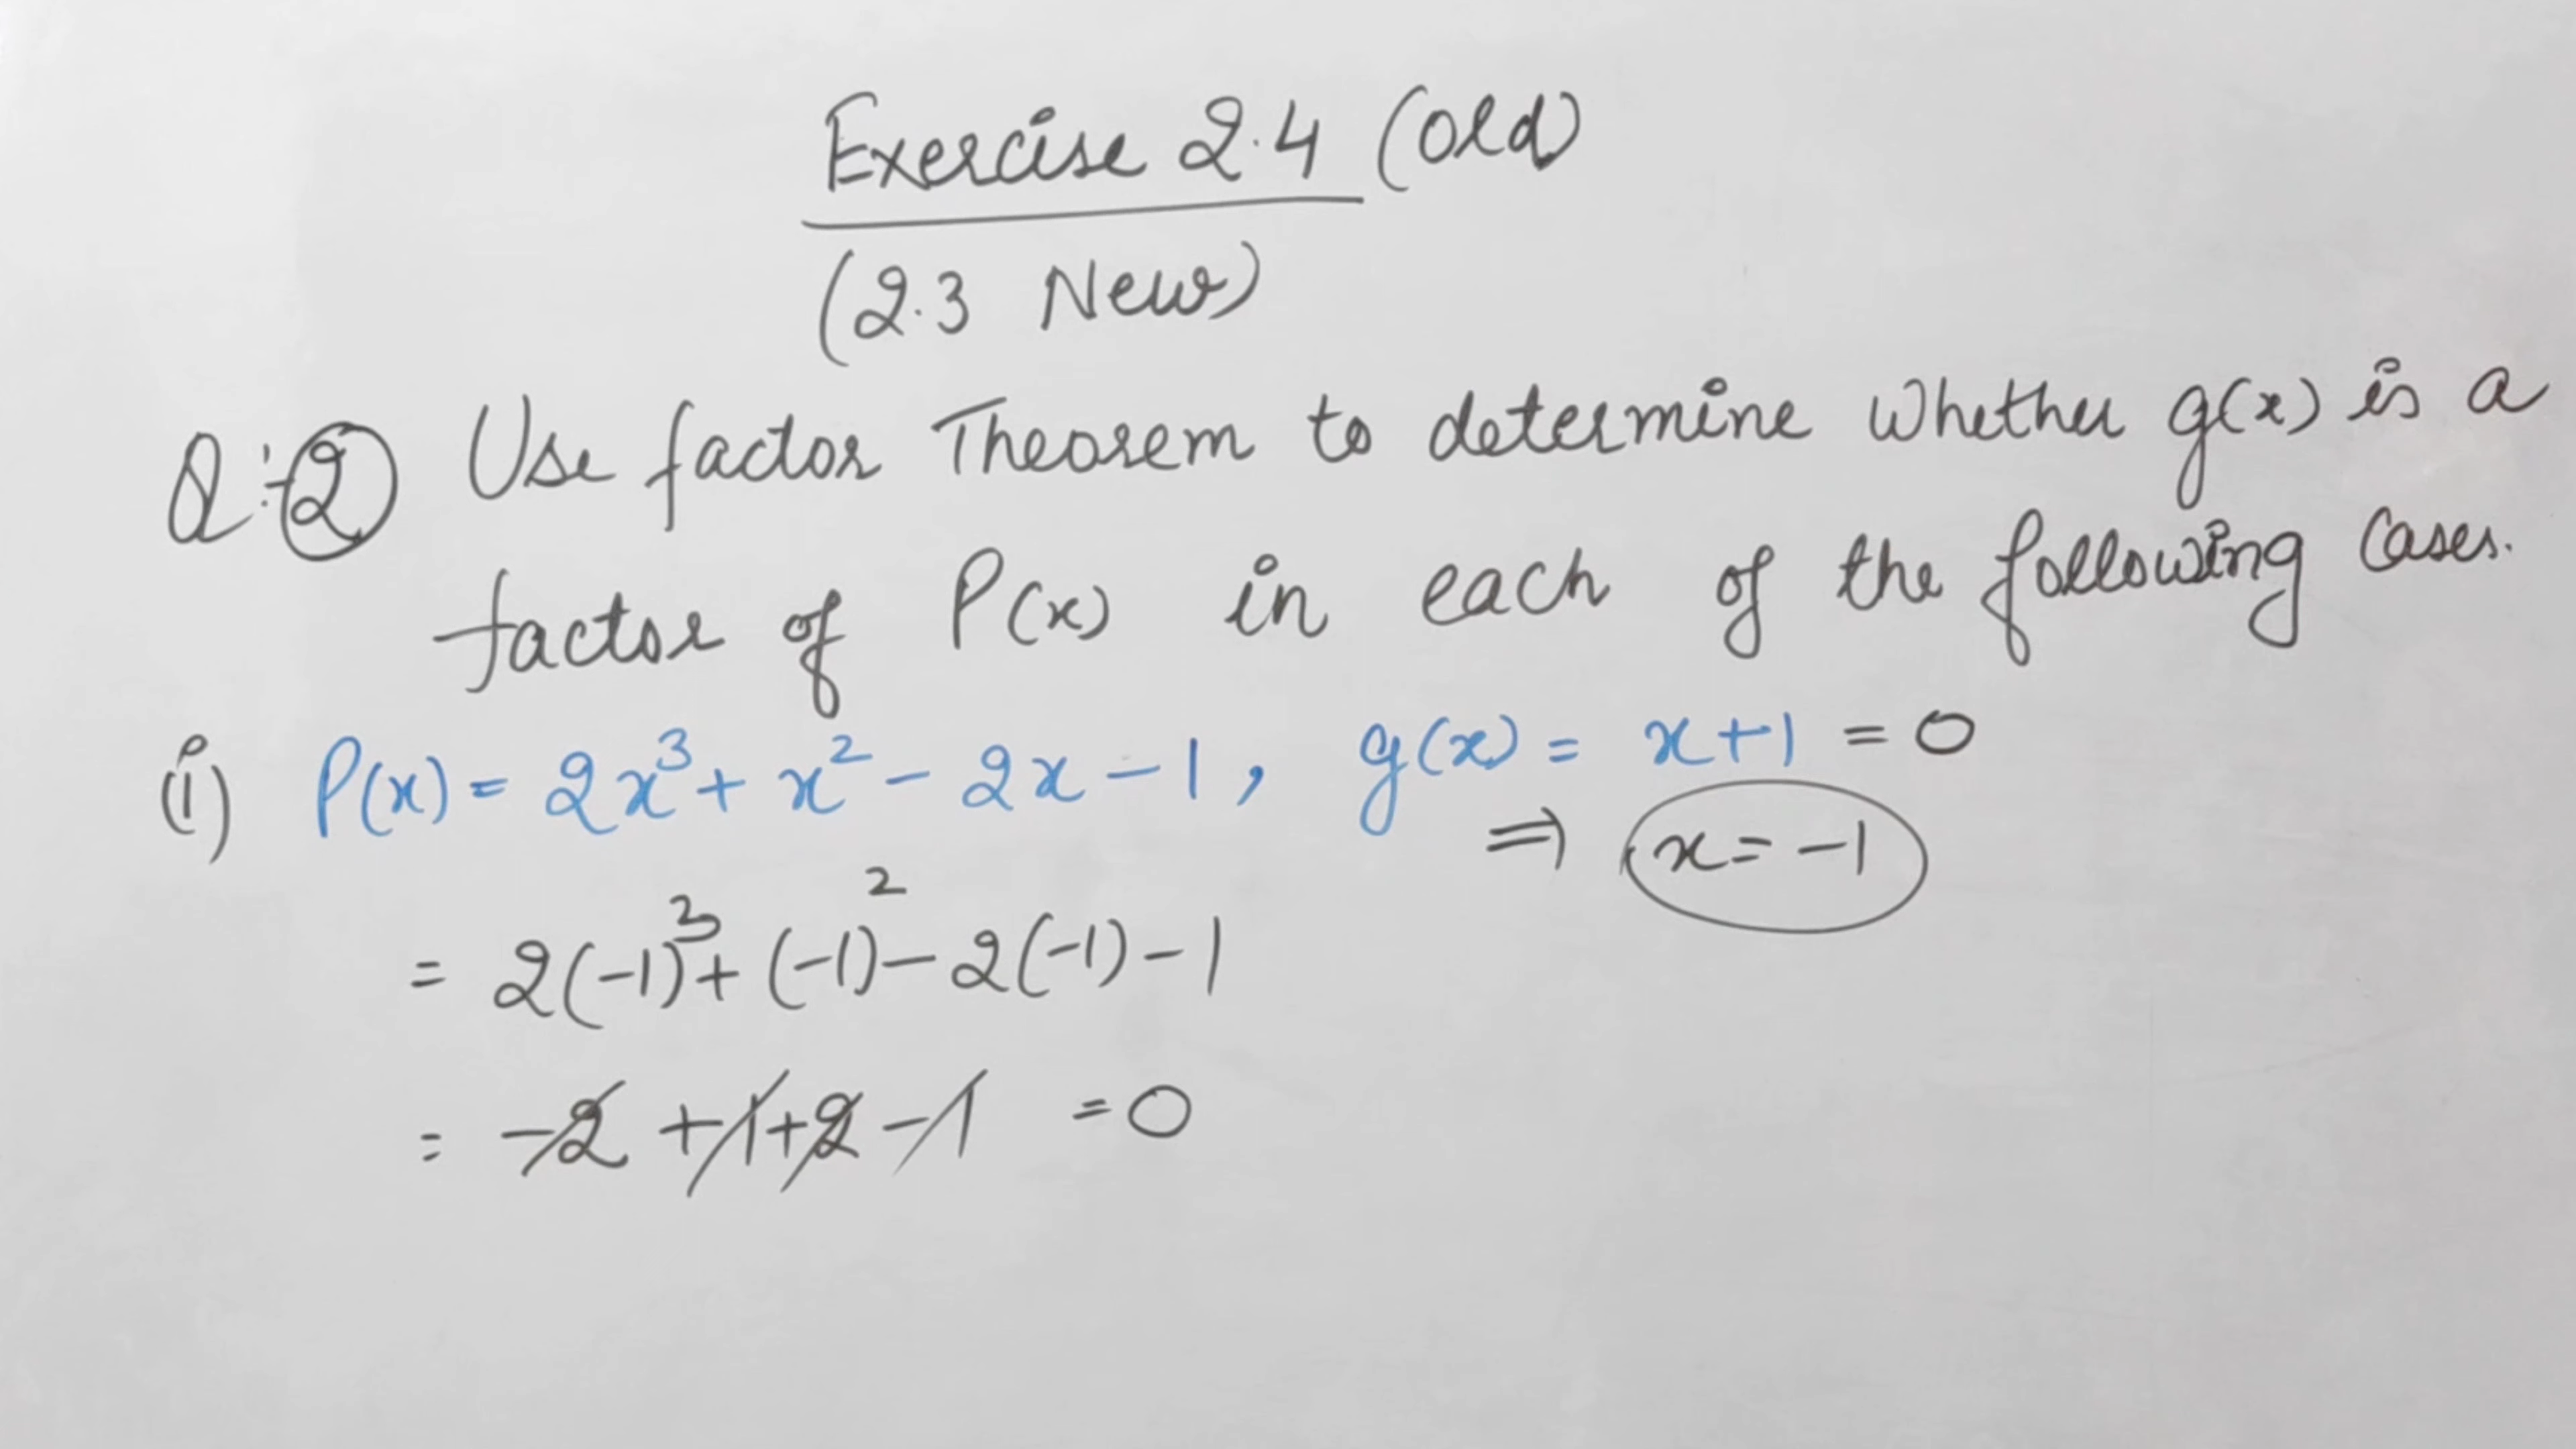 Exercise 2.4 (old)
(2.3 New)
Q:-2 Use factor Theorem to determine whether g(x) is a
factor of P(x) in each of the following cases.
(i) P(x) = 2x³ + x² - 2x - 1, g(x) = x+1 = 0
⇒ x = -1
= 2(-1)³ + (-1)² - 2(-1) - 1
= -2 + 1 + 2 - 1 = 0